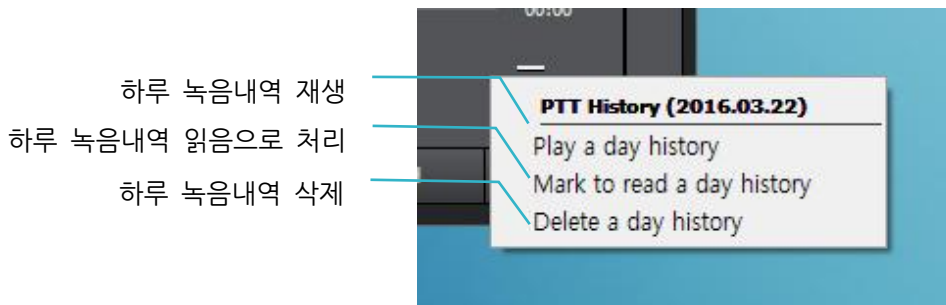 00:00
하루 녹음내역 재생
하루 녹음내역 읽음으로 처리
하루 녹음내역 삭제
PTT History (2016.03.22)
Play a day history
Mark to read a day history
Delete a day history